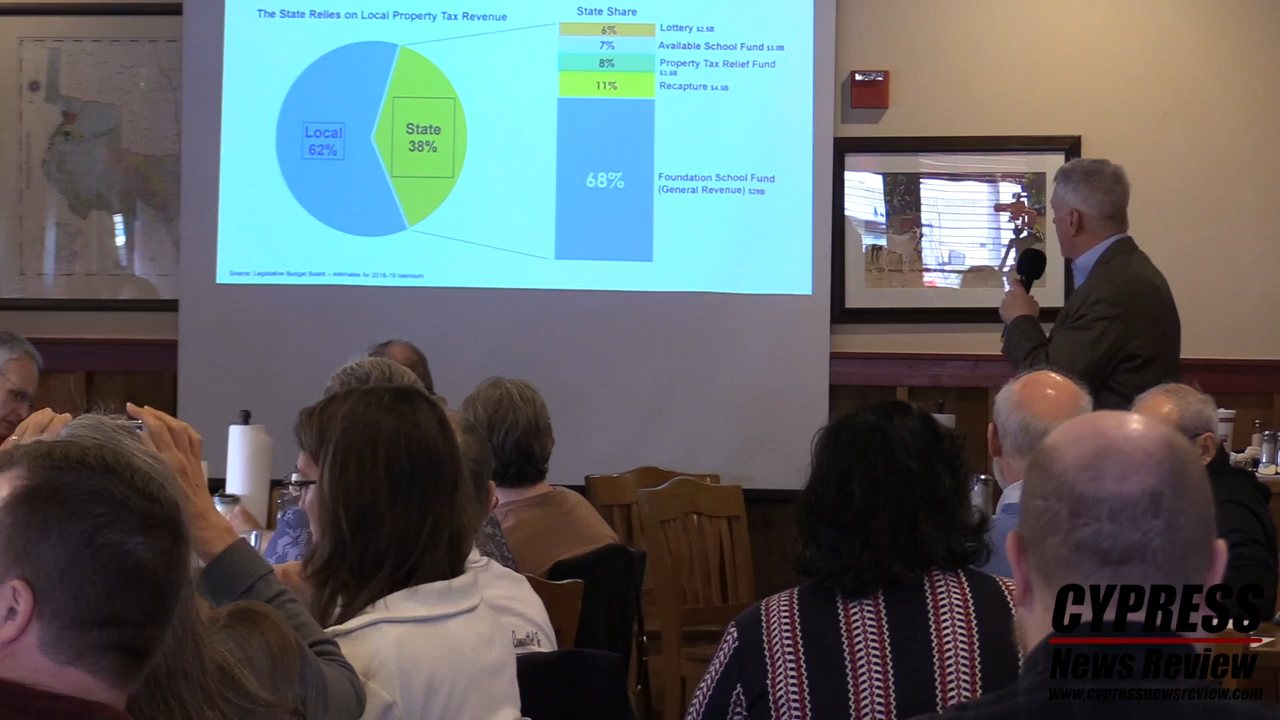 The State Relies on Local Property Tax Revenue
State Share
6%
Lottery $2.5B
7%
Available School Fund $3.0B
8%
Property Tax Relief Fund
11%
Recapture $4.5B
Local
62%
State
38%
68%
Foundation School Fund
(General Revenue) $29B
Source: Legislative Budget Board – estimates for 2018-19 biennium
CYPRESS
News Review
www.cypressnewsreview.com